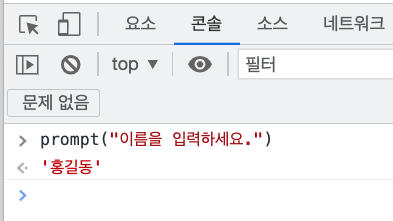 요소 콘솔 소스 네트워크
top ▼ 필터
문제 없음
> prompt("이름을 입력하세요.")
<· '홍길동'
>